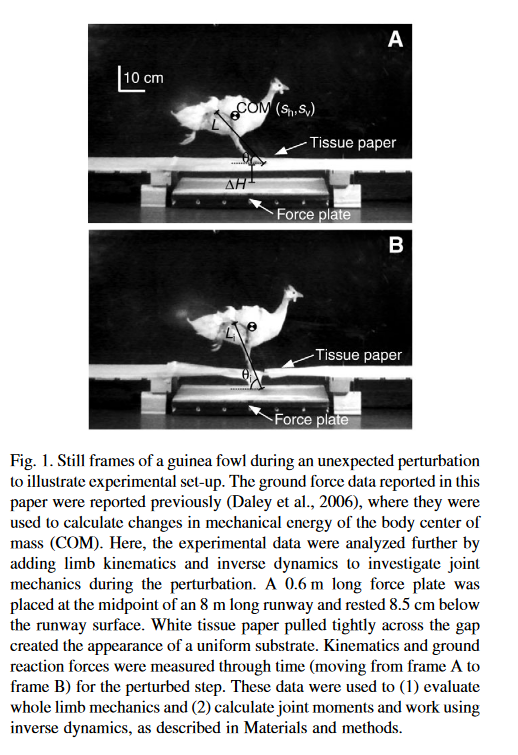 A
10 cm
COM (sh,sv)
L
Tissue paper
θ
ΔH
Force plate
B
Li
Tissue paper
θi
Force plate
Fig. 1. Still frames of a guinea fowl during an unexpected perturbation
to illustrate experimental set-up. The ground force data reported in this
paper were reported previously (Daley et al., 2006), where they were
used to calculate changes in mechanical energy of the body center of
mass (COM). Here, the experimental data were analyzed further by
adding limb kinematics and inverse dynamics to investigate joint
mechanics during the perturbation. A 0.6 m long force plate was
placed at the midpoint of an 8 m long runway and rested 8.5 cm below
the runway surface. White tissue paper pulled tightly across the gap
created the appearance of a uniform substrate. Kinematics and ground
reaction forces were measured through time (moving from frame A to
frame B) for the perturbed step. These data were used to (1) evaluate
whole limb mechanics and (2) calculate joint moments and work using
inverse dynamics, as described in Materials and methods.